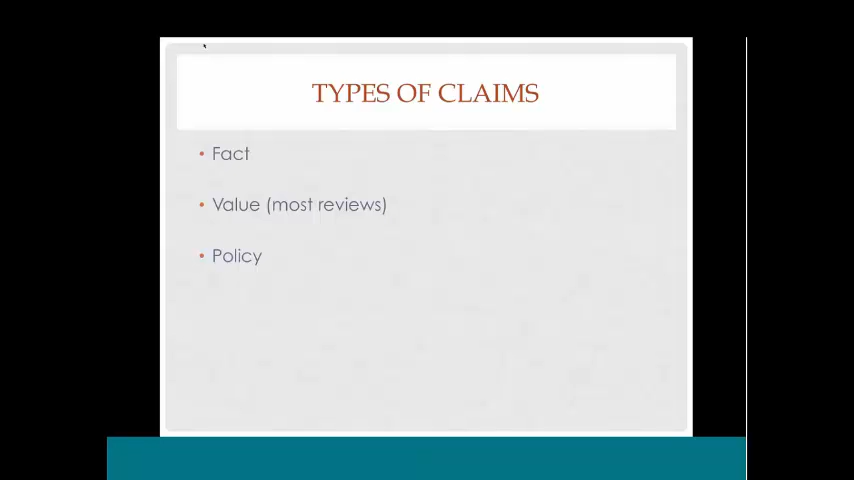 TYPES OF CLAIMS
• Fact
• Value (most reviews)
• Policy